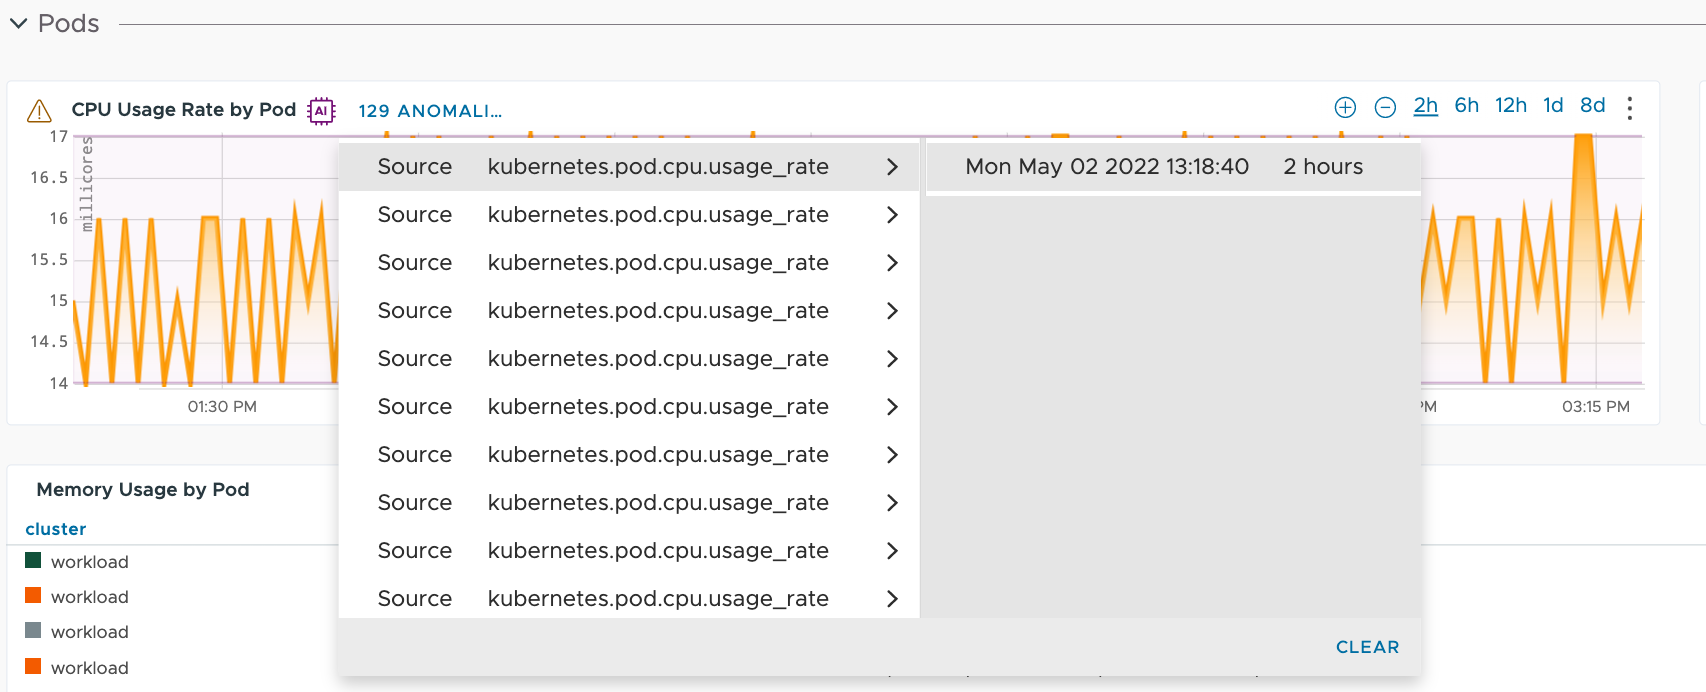 Pods
CPU Usage Rate by Pod AI 129 ANOMALI... 2h 6h 12h 1d 8d
17
16.5
16
15.5
15
14.5
14
millicores
01:30 PM
03:15 PM
Source kubernetes.pod.cpu.usage_rate
Mon May 02 2022 13:18:40 2 hours
Source kubernetes.pod.cpu.usage_rate
Source kubernetes.pod.cpu.usage_rate
Source kubernetes.pod.cpu.usage_rate
Source kubernetes.pod.cpu.usage_rate
Source kubernetes.pod.cpu.usage_rate
Source kubernetes.pod.cpu.usage_rate
Source kubernetes.pod.cpu.usage_rate
Source kubernetes.pod.cpu.usage_rate
Source kubernetes.pod.cpu.usage_rate
CLEAR
Memory Usage by Pod
cluster
workload
workload
workload
workload